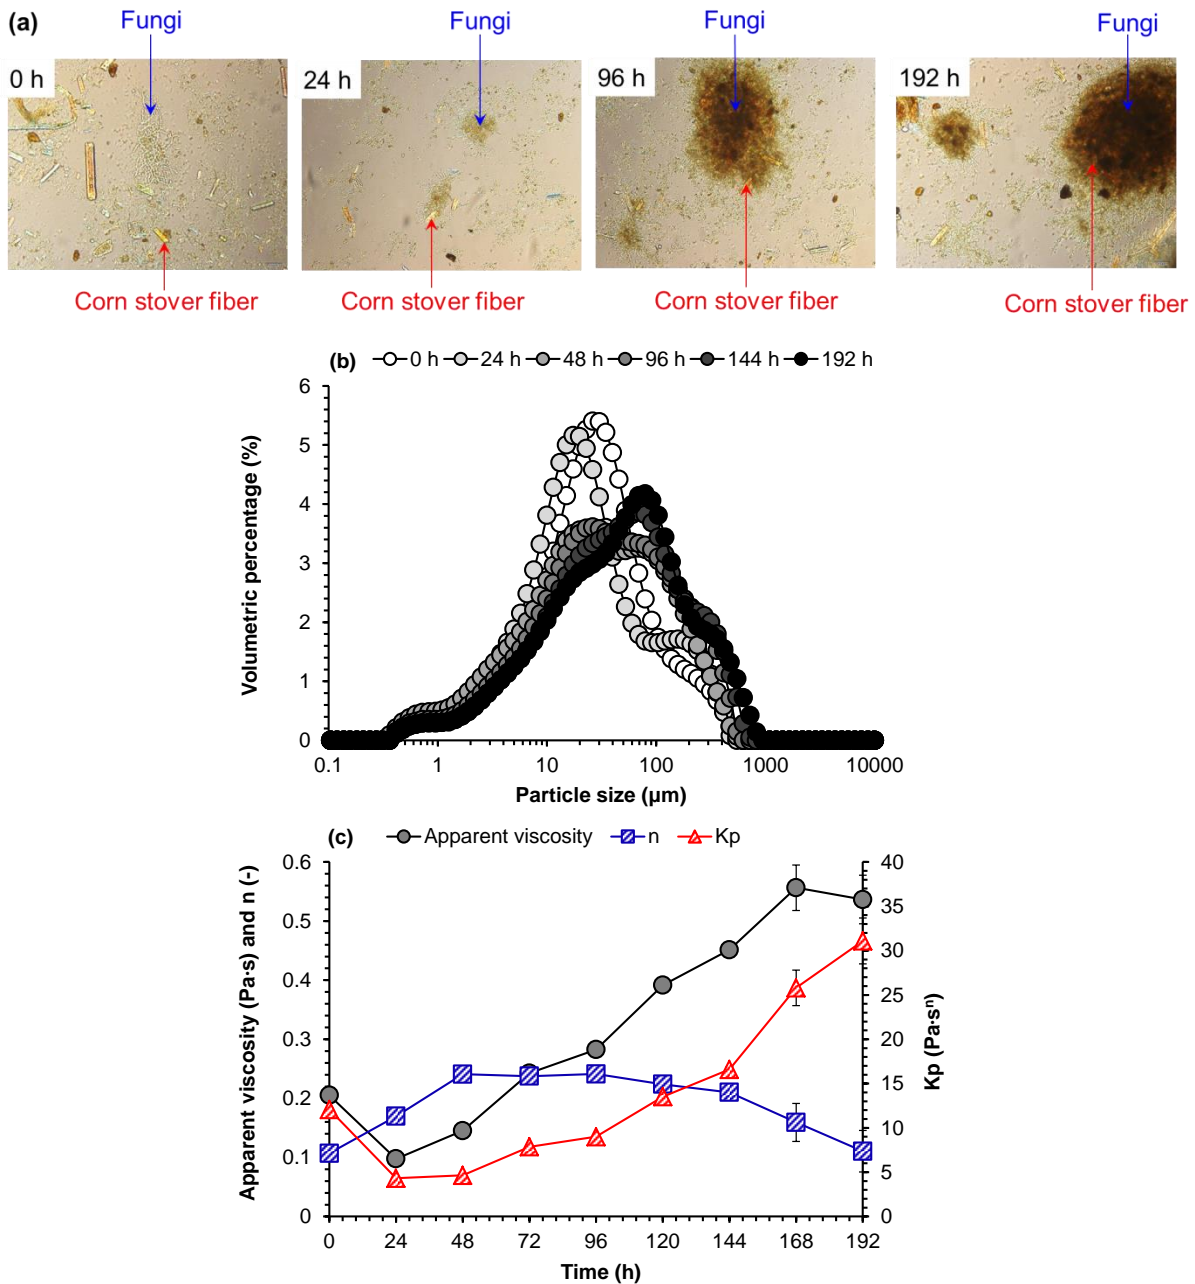 (a)
Fungi
Fungi
Fungi
Fungi
0 h
24 h
96 h
192 h
Corn stover fiber
Corn stover fiber
Corn stover fiber
Corn stover fiber
(b)
0 h 24 h 48 h 96 h 144 h 192 h
Volumetric percentage (%)
6
5
4
3
2
1
0
0.1 1 10 100 1000 10000
Particle size (µm)
(c)
Apparent viscosity n Kp
Apparent viscosity (Pa·s) and n (-)
0.6
0.5
0.4
0.3
0.2
0.1
0
40
35
30
25
20
15
10
5
0
Kp (Pa·sⁿ)
0 24 48 72 96 120 144 168 192
Time (h)